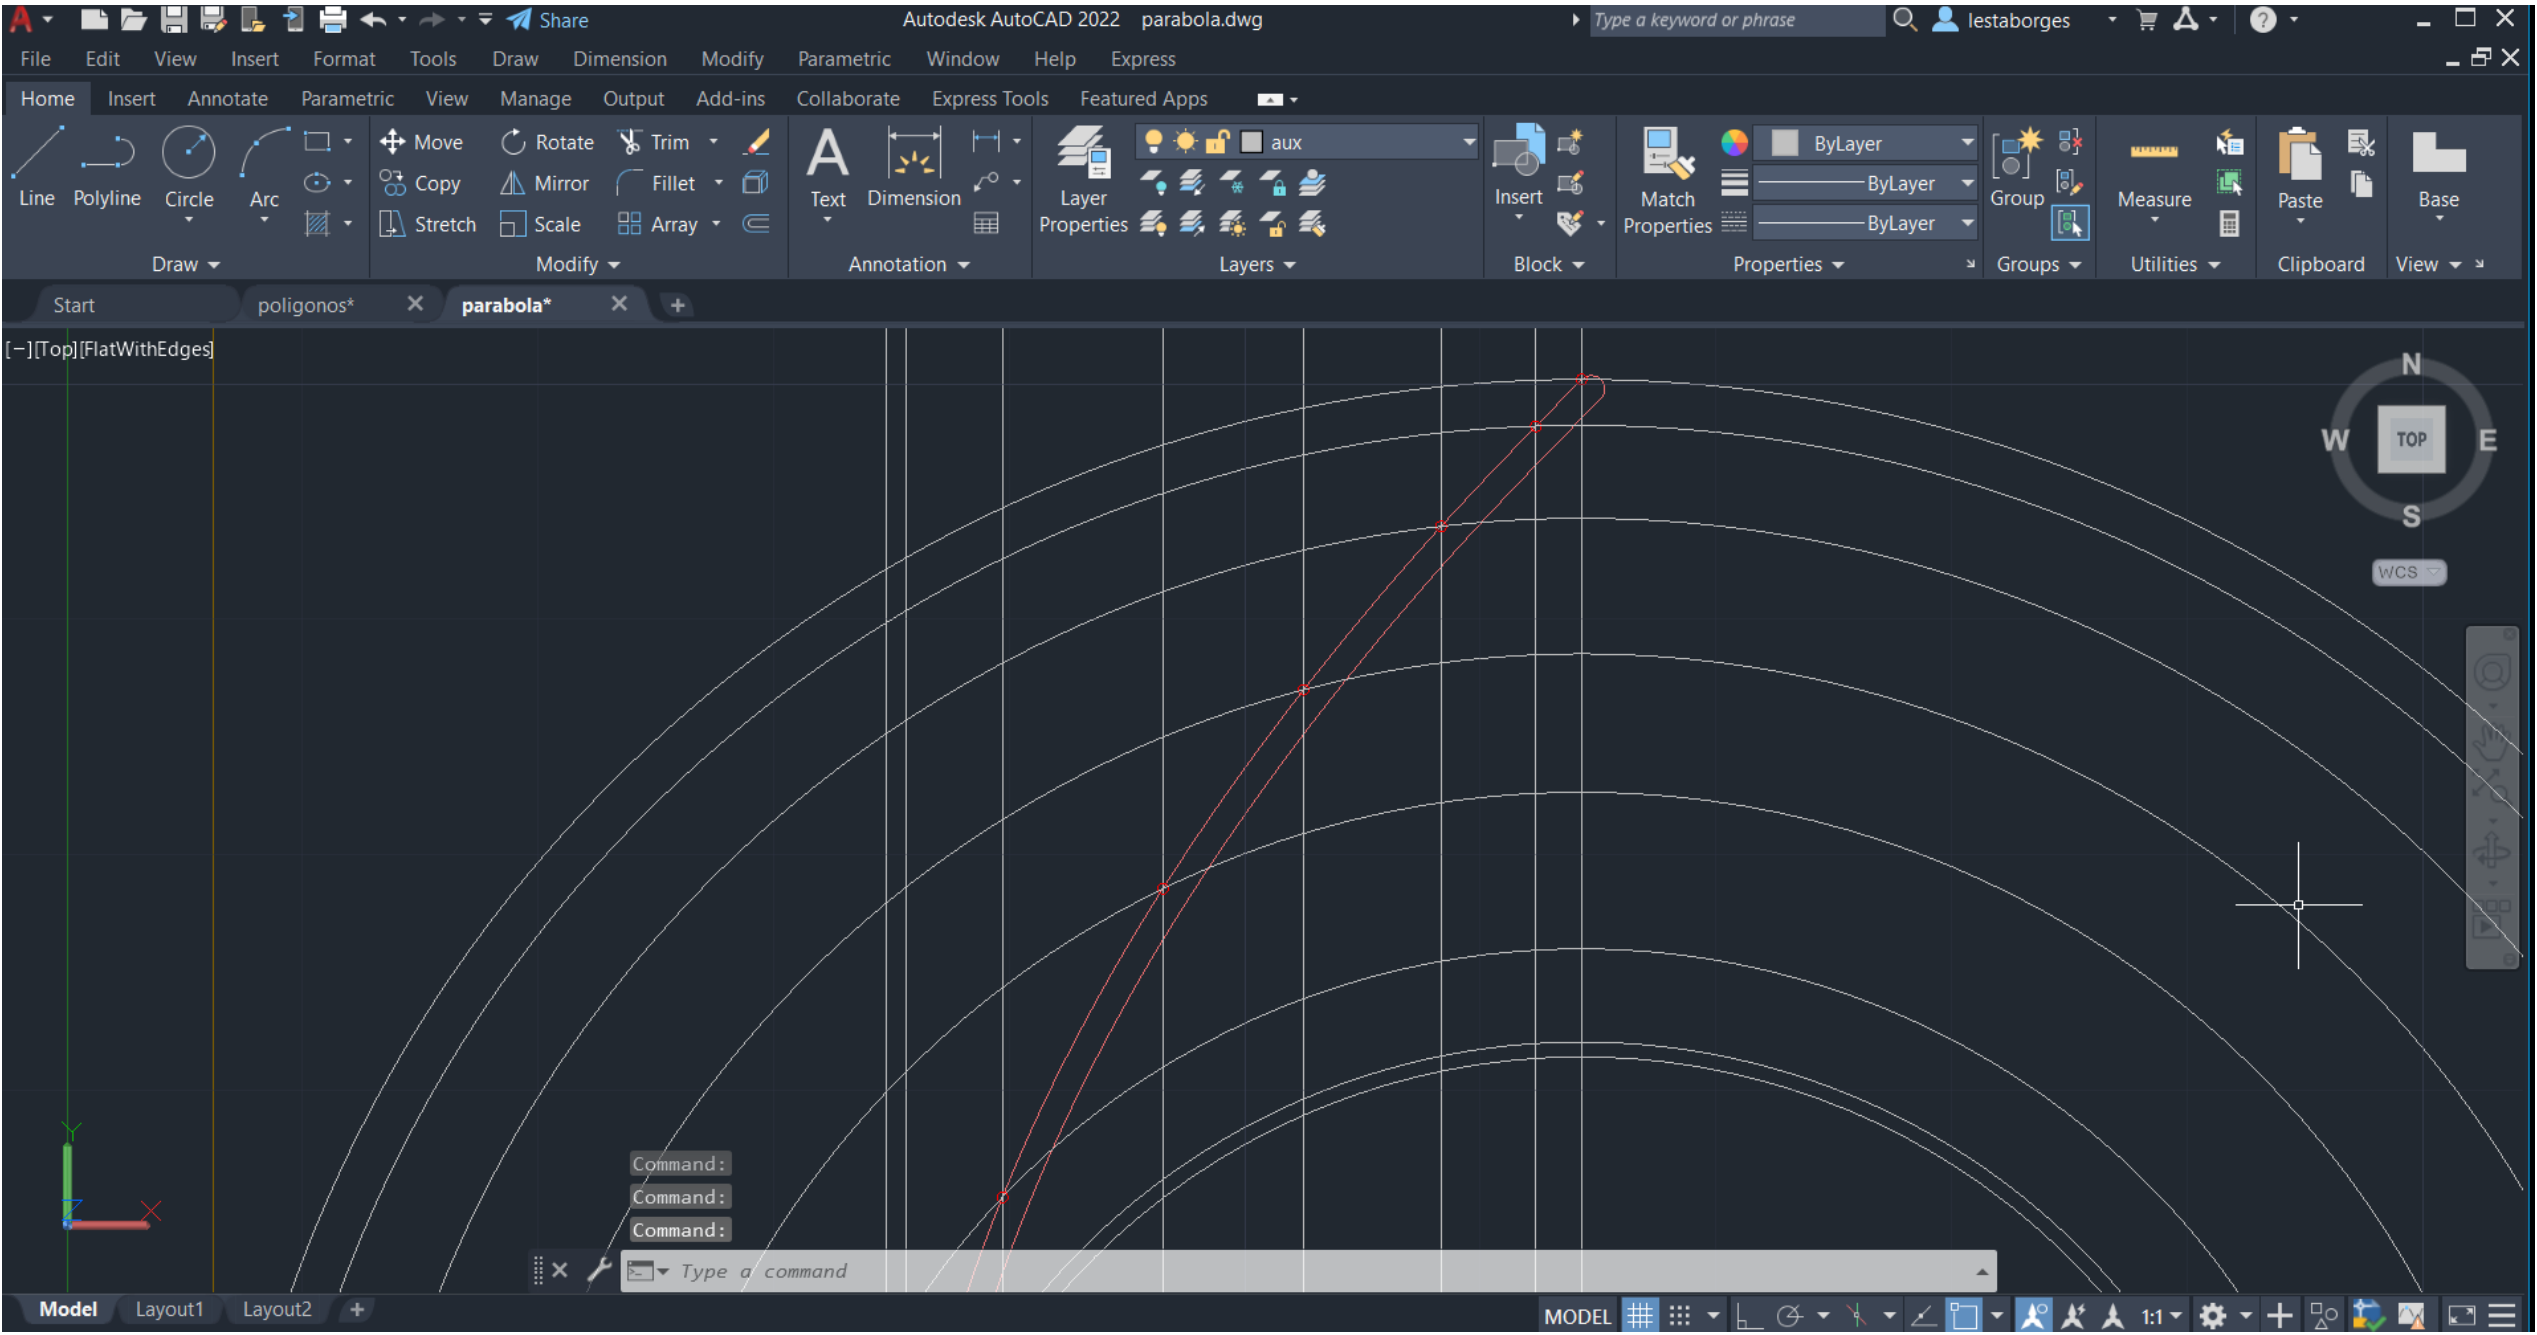 Share
Autodesk AutoCAD 2022 parabola.dwg
Type a keyword or phrase
lestaborges
File Edit View Insert Format Tools Draw Dimension Modify Parametric Window Help Express
Home Insert Annotate Parametric View Manage Output Add-ins Collaborate Express Tools Featured Apps
Line Polyline Circle Arc
Move Rotate Trim
Copy Mirror Fillet
Stretch Scale Array
Text Dimension
Layer Properties
aux
Insert
Match Properties
ByLayer
ByLayer
ByLayer
Group
Measure
Paste
Base
Draw Modify Annotation Layers Block Properties Groups Utilities Clipboard View
Start poligonos* parabola*
[−][Top][FlatWithEdges]
N
W TOP E
S
WCS
Y
X
Z
Command:
Command:
Command:
Type a command
Model Layout1 Layout2
MODEL 1:1